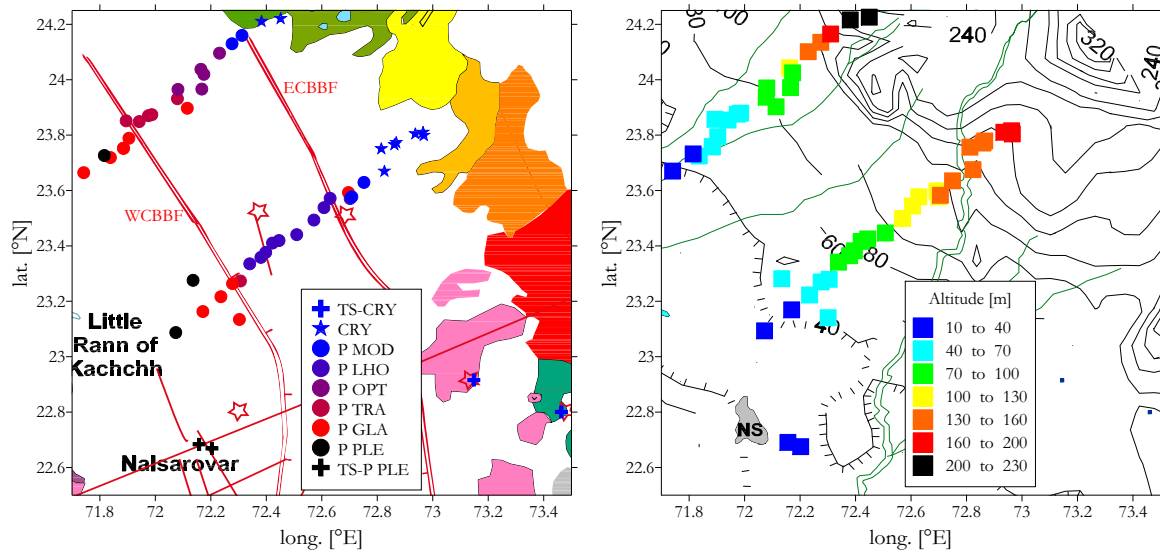 24.2
24
23.8
23.6
23.4
23.2
23
22.8
22.6
lat. [°N]
71.8
72
72.2
72.4
72.6
72.8
73
73.2
73.4
long. [°E]
ECBBF
WCBBF
Little
Rann of
Kachchh
Nalsarovar
TS-CRY
CRY
P MOD
P LHO
P OPT
P TRA
P GLA
P PLE
TS-P PLE
24.2
24
23.8
23.6
23.4
23.2
23
22.8
22.6
lat. [°N]
71.8
72
72.2
72.4
72.6
72.8
73
73.2
73.4
long. [°E]
240
320
240
60
80
40
NS
Altitude [m]
10 to 40
40 to 70
70 to 100
100 to 130
130 to 160
160 to 200
200 to 230